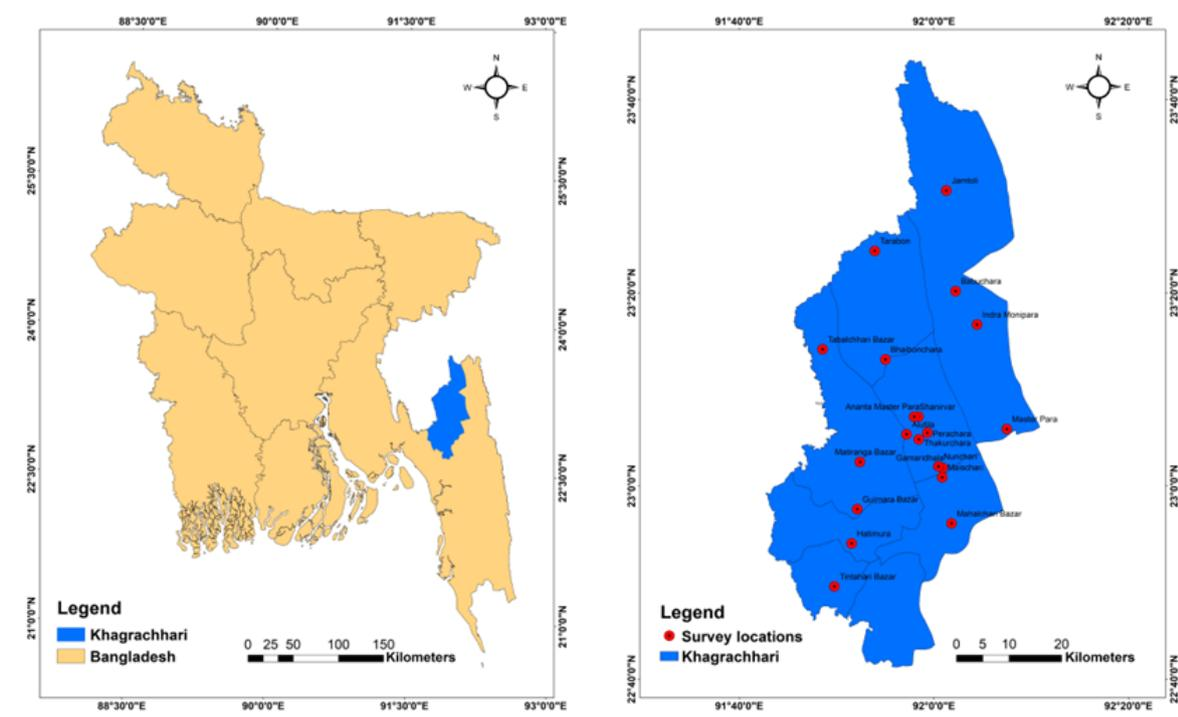 88°30'0"E 90°0'0"E 91°30'0"E 93°0'0"E
25°30'0"N
24°0'0"N
22°30'0"N
21°0'0"N
N
W E
S
25°30'0"N
24°0'0"N
22°30'0"N
21°0'0"N
Legend
Khagrachhari
Bangladesh
0 25 50 100 150
Kilometers
88°30'0"E 90°0'0"E 91°30'0"E 93°0'0"E
91°40'0"E 92°0'0"E 92°20'0"E
23°40'0"N
23°20'0"N
23°0'0"N
22°40'0"N
N
W E
S
23°40'0"N
23°20'0"N
23°0'0"N
22°40'0"N
Jamtoli
Tarabon
Babuchara
Indra Monipara
Tabalchhari Bazar
Bhaibonchara
Ananta Master Para
Master Para
Perachara
Thakurchara
Matiranga Bazar
Maischari
Guimara Bazar
Mahalchari Bazar
Hatimura
Tintahari Bazar
Legend
Survey locations
Khagrachhari
0 5 10 20
Kilometers
91°40'0"E 92°0'0"E 92°20'0"E